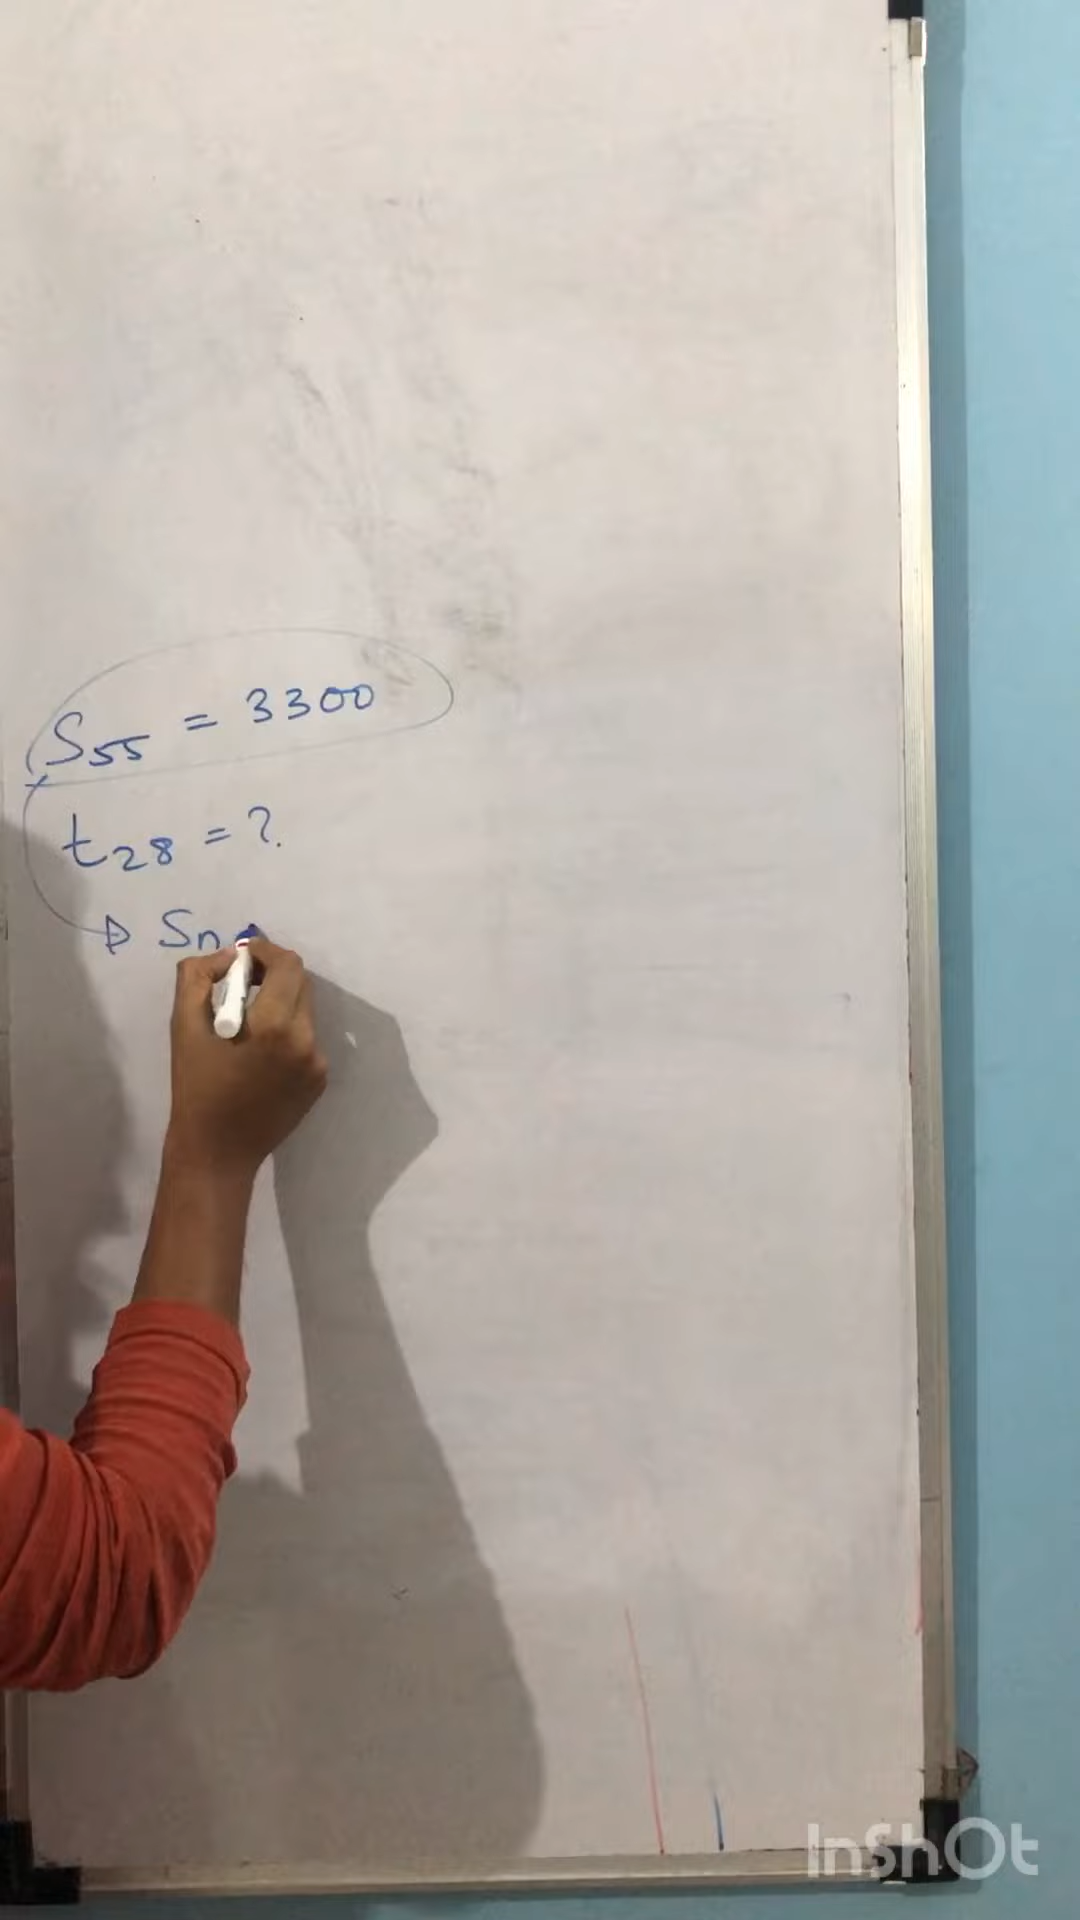 S₅₅ = 3300
t₂₈ = ?
Sn
InShOt